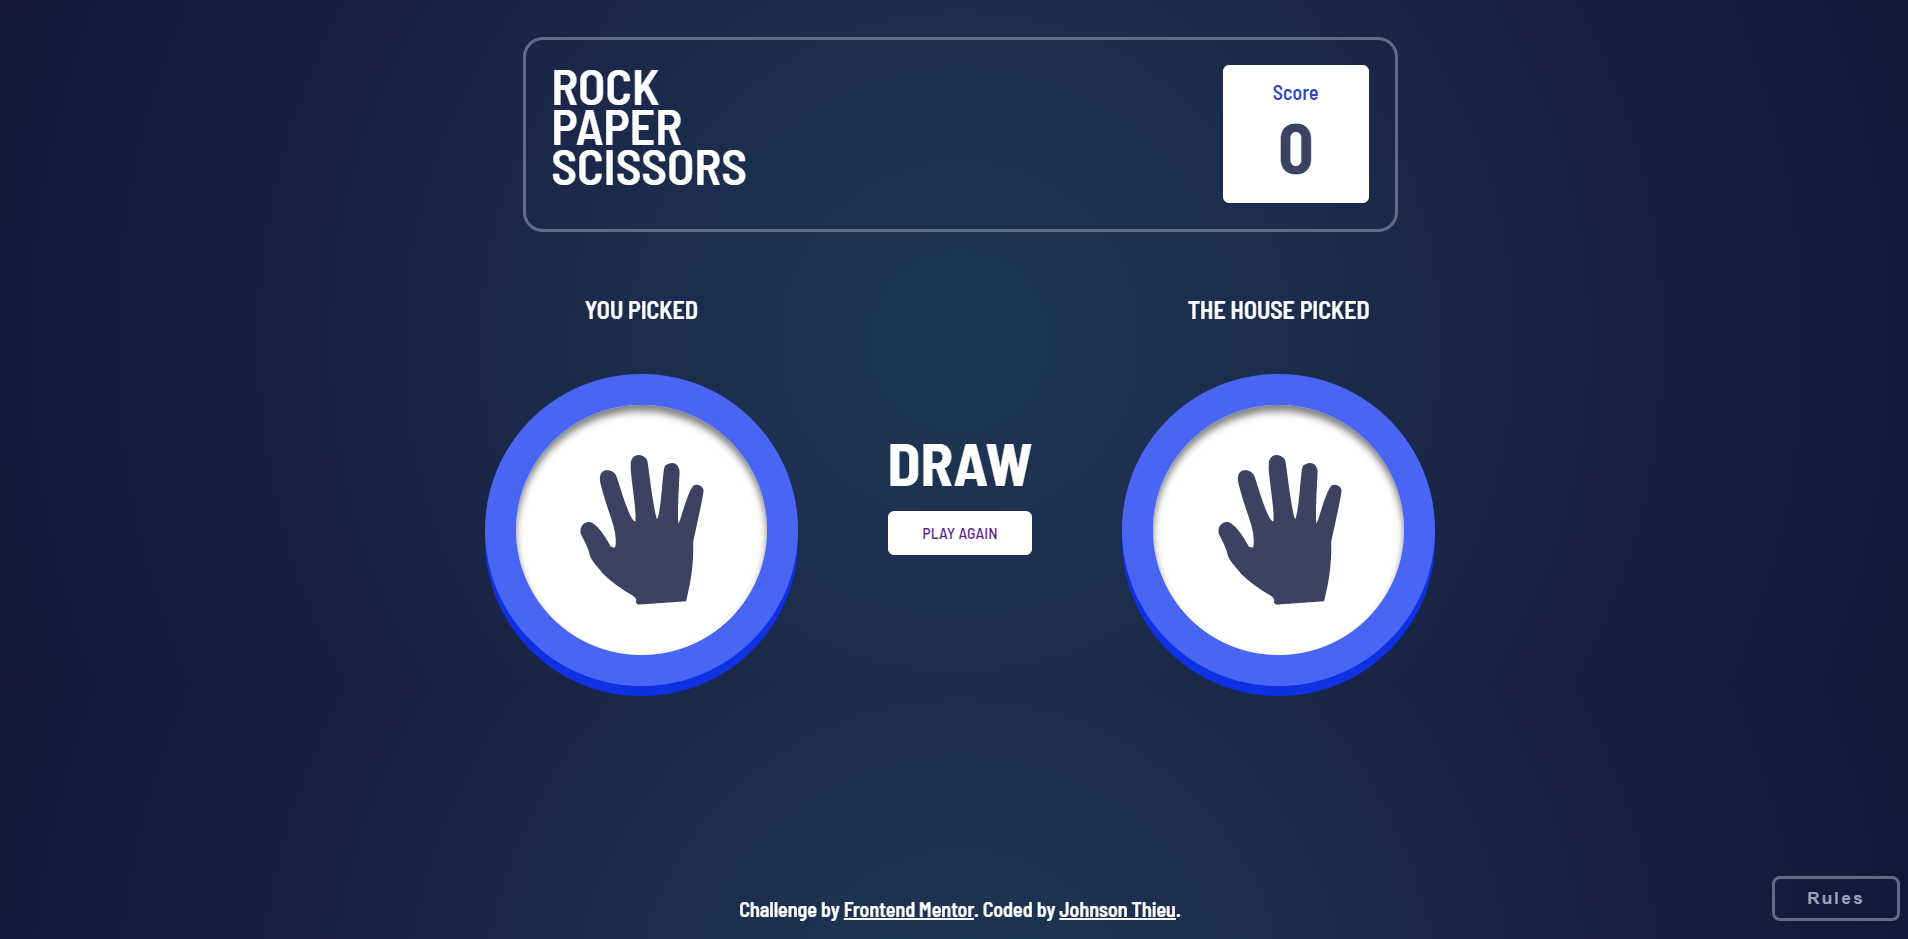 ROCK
PAPER
SCISSORS
Score
0
YOU PICKED
THE HOUSE PICKED
DRAW
PLAY AGAIN
Challenge by Frontend Mentor. Coded by Johnson Thieu.
Rules